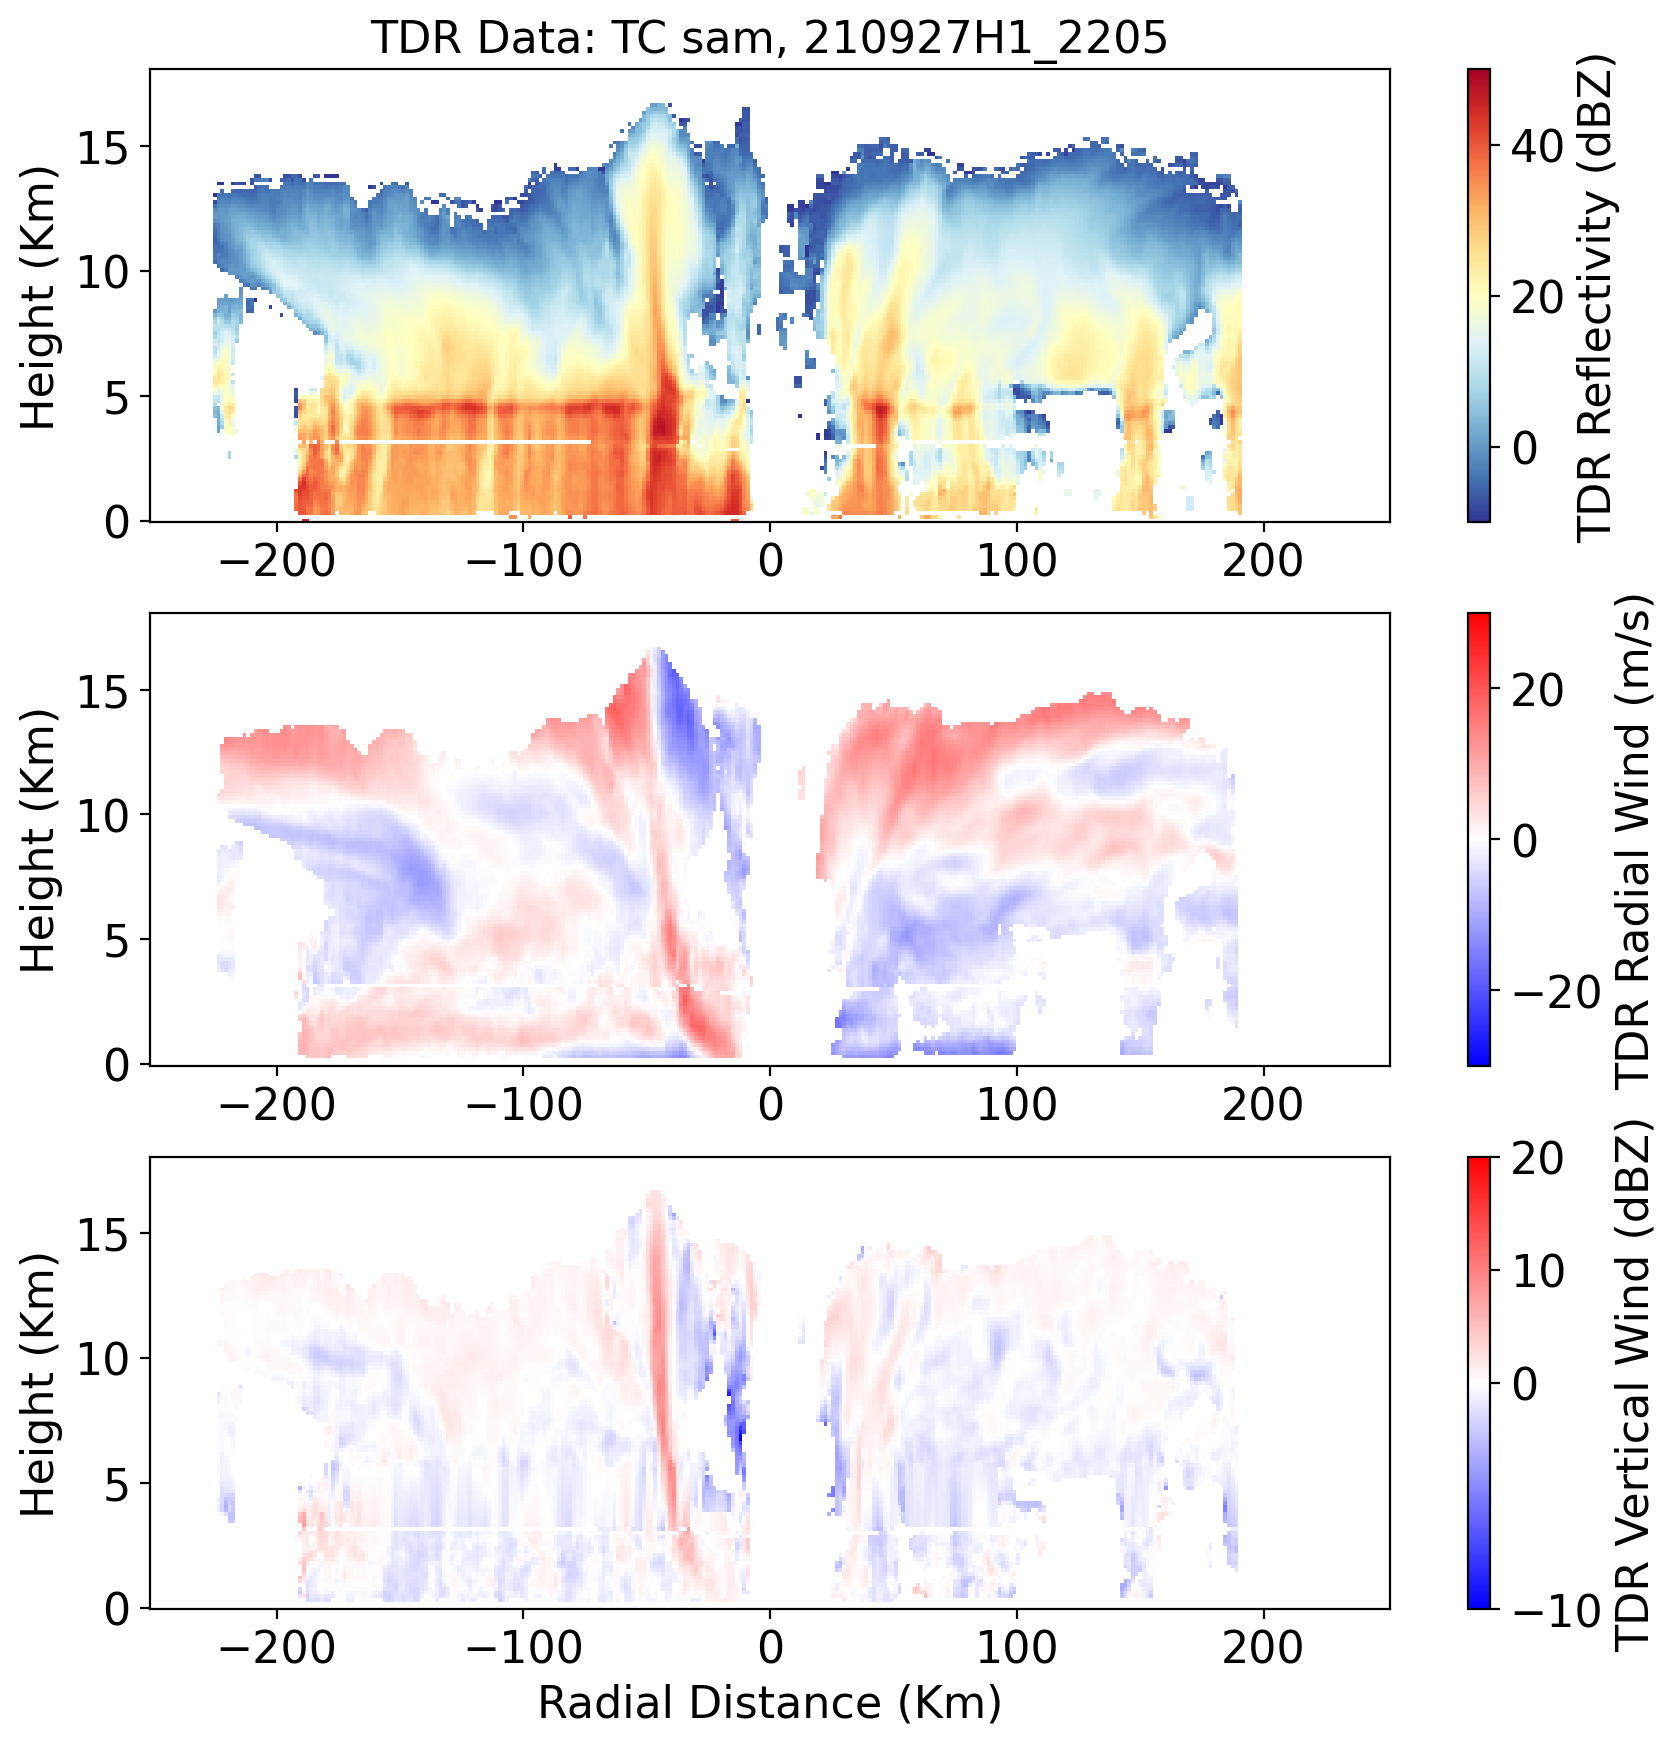 TDR Data: TC sam, 210927H1_2205
Height (Km)
15
10
5
0
−200 −100 0 100 200
40
20
0
TDR Reflectivity (dBZ)
Height (Km)
15
10
5
0
−200 −100 0 100 200
20
0
−20
TDR Radial Wind (m/s)
Height (Km)
15
10
5
0
−200 −100 0 100 200
Radial Distance (Km)
20
10
0
−10
TDR Vertical Wind (dBZ)